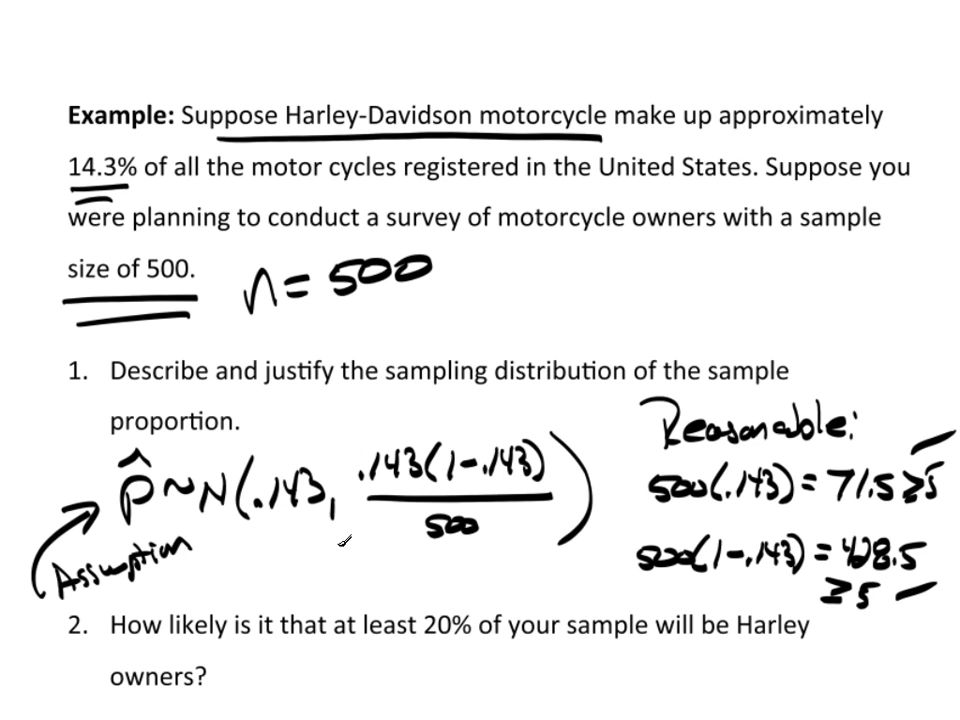 Example: Suppose Harley-Davidson motorcycle make up approximately
14.3% of all the motor cycles registered in the United States. Suppose you
were planning to conduct a survey of motorcycle owners with a sample
size of 500.
n = 500
1. Describe and justify the sampling distribution of the sample
proportion.
Reasonable:
p̂ ~ N(.143, .143(1-.143)/500)
500(.143) = 71.5 ≥ 5
Assumption
500(1-.143) = 428.5
≥ 5
2. How likely is it that at least 20% of your sample will be Harley
owners?